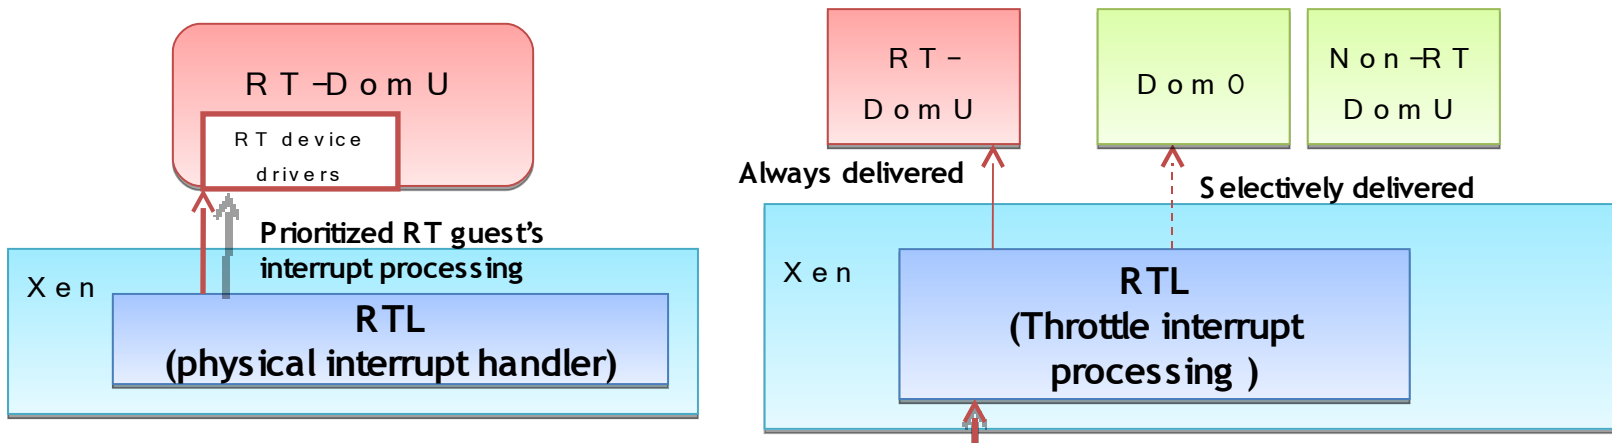 RT-DomU
RT device
drivers
Prioritized RT guest's
interrupt processing
Xen
RTL
(physical interrupt handler)
RT-
DomU
Dom0
Non-RT
DomU
Always delivered
Selectively delivered
Xen
RTL
(Throttle interrupt
processing )